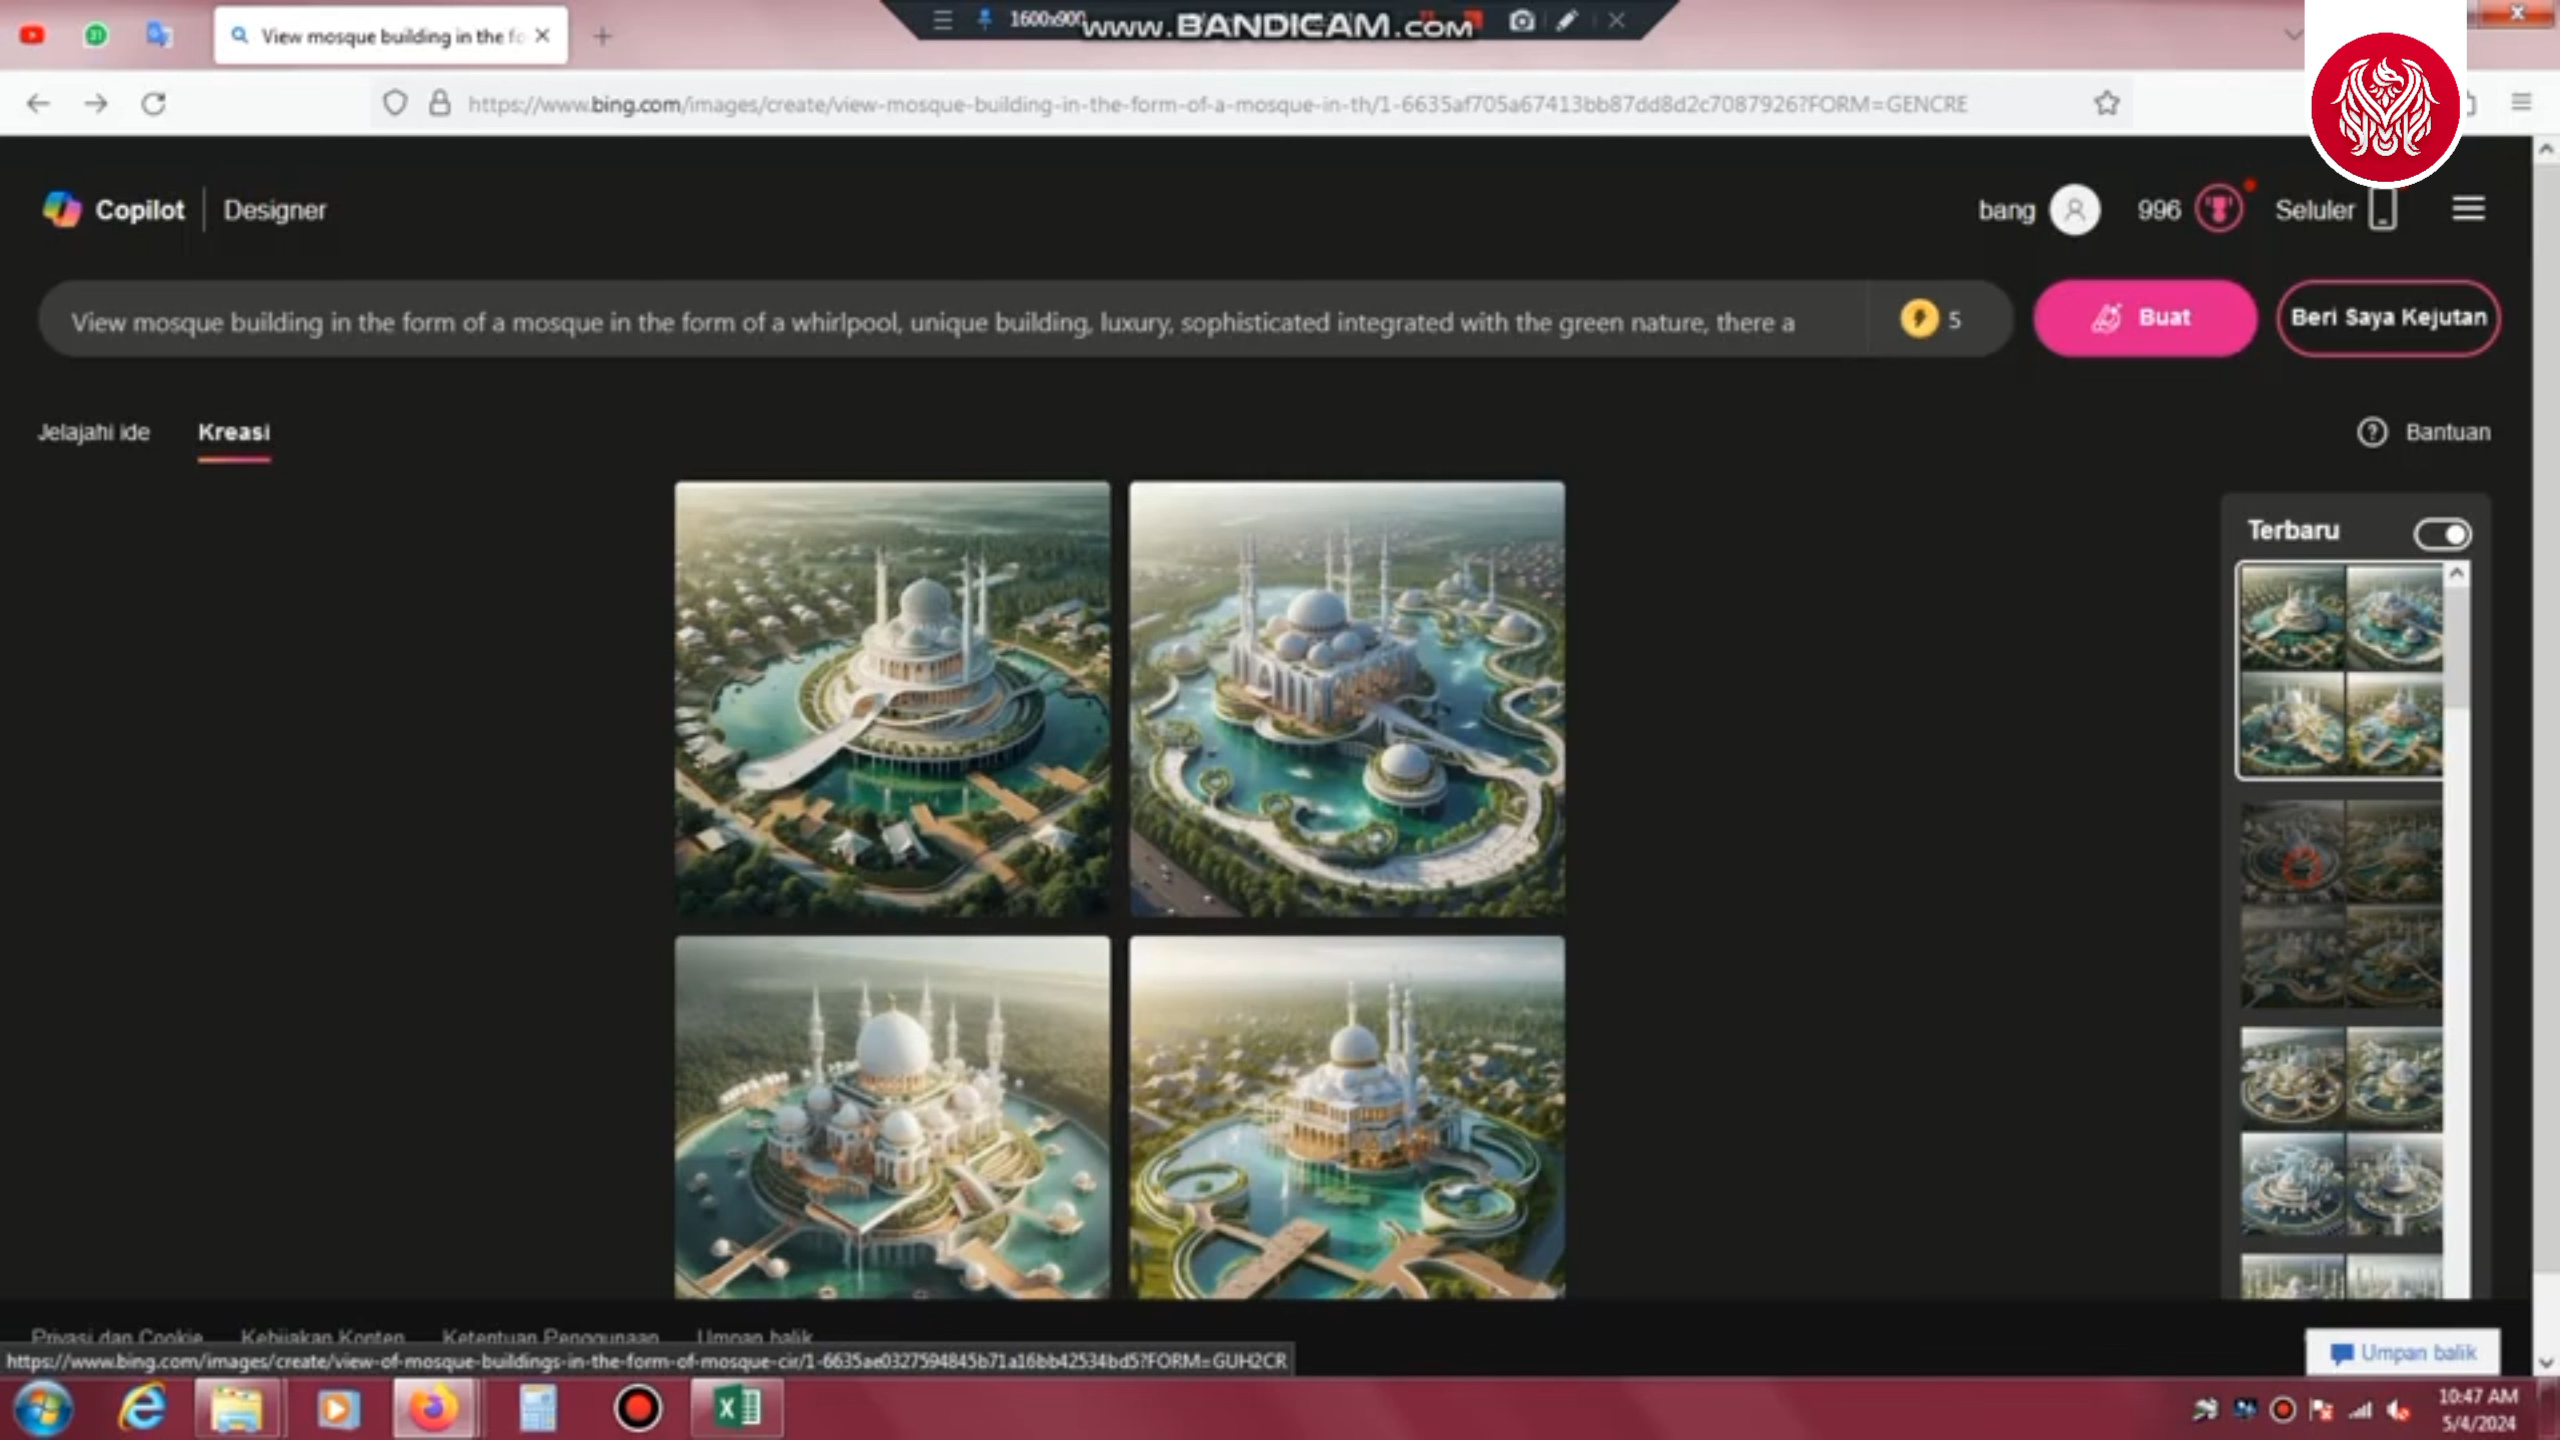 View mosque building in the fo
1600x900
www.BANDICAM.com
https://www.bing.com/images/create/view-mosque-building-in-the-form-of-a-mosque-in-th/1-6635af705a67413bb87dd8d2c7087926?FORM=GENCRE
Copilot Designer
bang 996 Seluler
View mosque building in the form of a mosque in the form of a whirlpool, unique building, luxury, sophisticated integrated with the green nature, there a
5
Buat
Beri Saya Kejutan
Jelajahi ide Kreasi
Bantuan
Terbaru
Privasi dan Cookie Kebijakan Konten Ketentuan Penggunaan Umpan balik
https://www.bing.com/images/create/view-of-mosque-buildings-in-the-form-of-mosque-cir/1-6635ae0327594845b71a16bb42534bd5?FORM=GUH2CR
Umpan balik
10:47 AM
5/4/2024